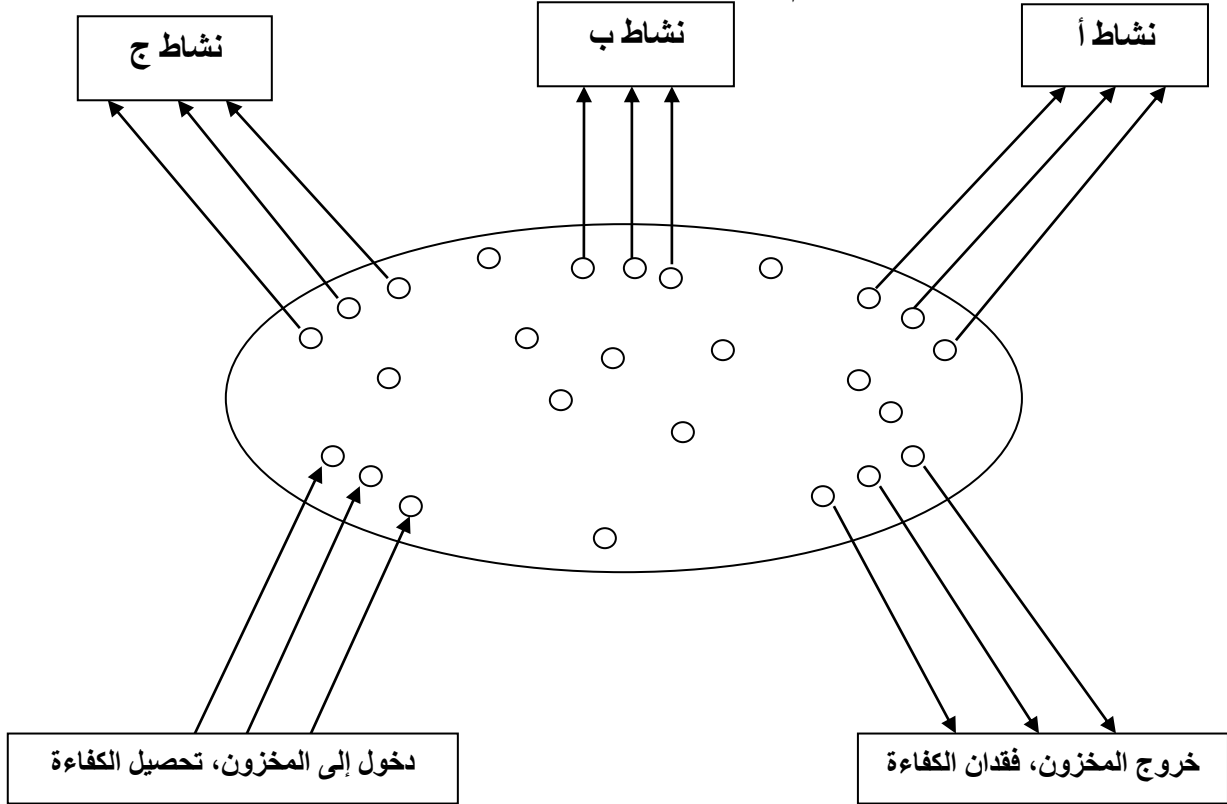 نشاط أ
نشاط ب
نشاط ج
خروج المخزون، فقدان الكفاءة
دخول إلى المخزون، تحصيل الكفاءة